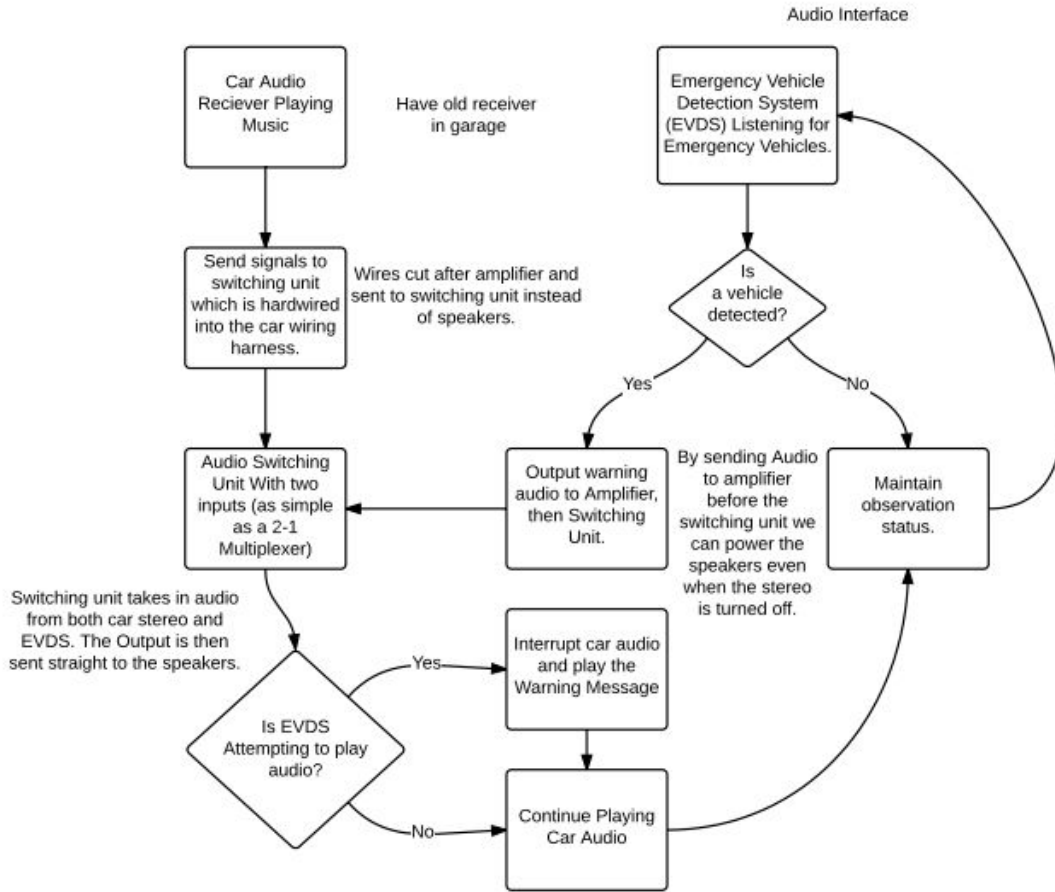 Audio Interface
Car Audio
Reciever Playing
Music
Have old receiver
in garage
Emergency Vehicle
Detection System
(EVDS) Listening for
Emergency Vehicles.
Send signals to
switching unit
which is hardwired
into the car wiring
harness.
Wires cut after amplifier and
sent to switching unit instead
of speakers.
Is
a vehicle
detected?
Yes
No
Audio Switching
Unit With two
inputs (as simple
as a 2-1
Multiplexer)
Output warning
audio to Amplifier,
then Switching
Unit.
By sending Audio
to amplifier
before the
switching unit we
can power the
speakers even
when the stereo
is turned off.
Maintain
observation
status.
Switching unit takes in audio
from both car stereo and
EVDS. The Output is then
sent straight to the speakers.
Is EVDS
Attempting to play
audio?
Yes
Interrupt car audio
and play the
Warning Message
No
Continue Playing
Car Audio